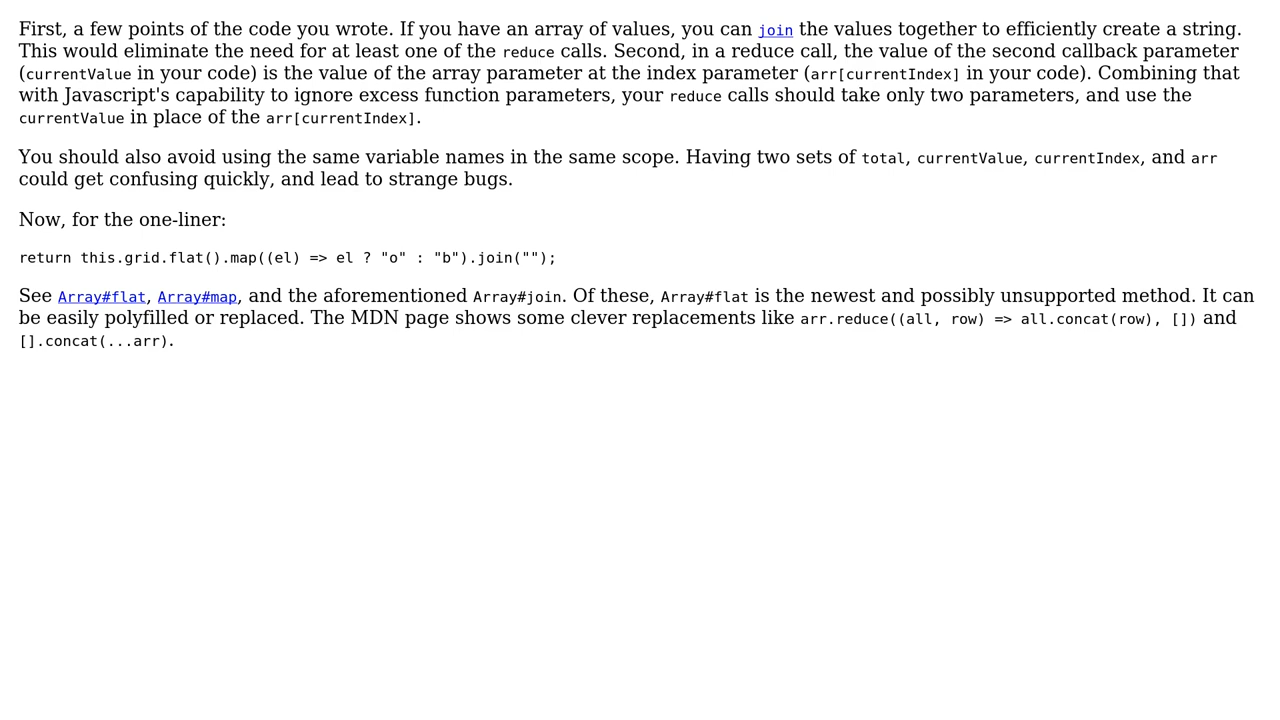 First, a few points of the code you wrote. If you have an array of values, you can join the values together to efficiently create a string.
This would eliminate the need for at least one of the reduce calls. Second, in a reduce call, the value of the second callback parameter
(currentValue in your code) is the value of the array parameter at the index parameter (arr[currentIndex] in your code). Combining that
with Javascript's capability to ignore excess function parameters, your reduce calls should take only two parameters, and use the
currentValue in place of the arr[currentIndex].
You should also avoid using the same variable names in the same scope. Having two sets of total, currentValue, currentIndex, and arr
could get confusing quickly, and lead to strange bugs.
Now, for the one-liner:
return this.grid.flat().map((el) => el ? "o" : "b").join("");
See Array#flat, Array#map, and the aforementioned Array#join. Of these, Array#flat is the newest and possibly unsupported method. It can
be easily polyfilled or replaced. The MDN page shows some clever replacements like arr.reduce((all, row) => all.concat(row), []) and
[].concat(...arr).